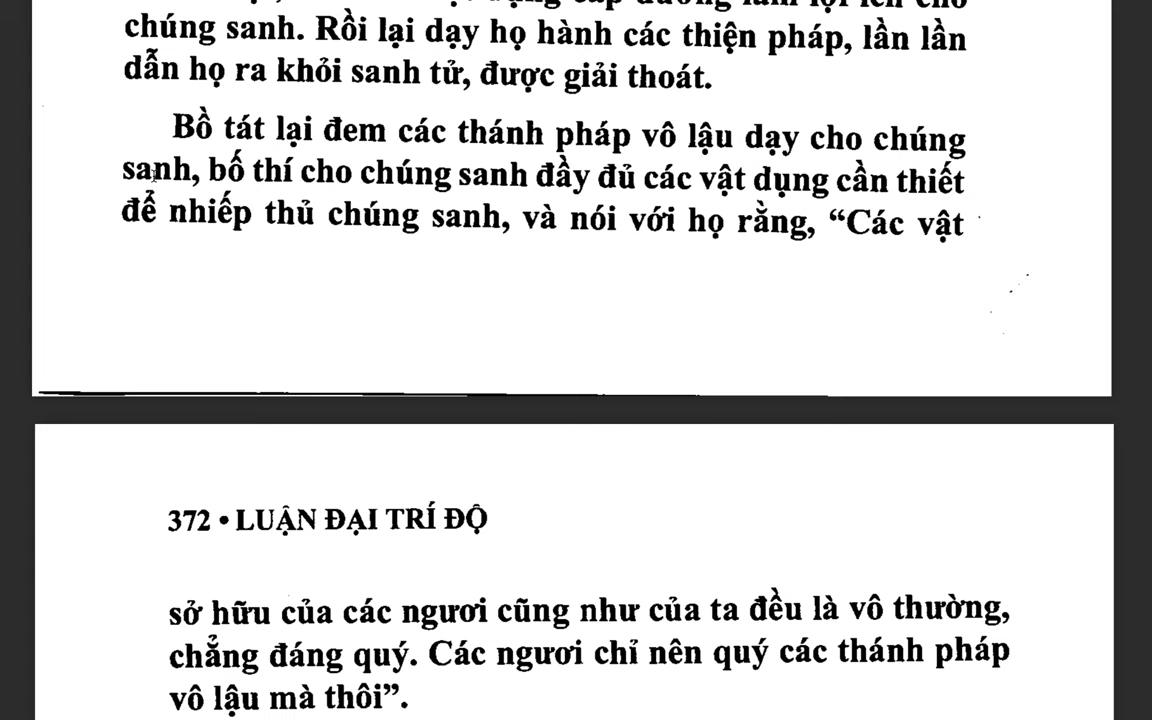 chúng sanh. Rồi lại dạy họ hành các thiện pháp, lần lần
dẫn họ ra khỏi sanh tử, được giải thoát.
Bồ tát lại đem các thánh pháp vô lậu dạy cho chúng
sanh, bố thí cho chúng sanh đầy đủ các vật dụng cần thiết
để nhiếp thủ chúng sanh, và nói với họ rằng, “Các vật
372 • LUẬN ĐẠI TRÍ ĐỘ
sở hữu của các ngươi cũng như của ta đều là vô thường,
chẳng đáng quý. Các ngươi chỉ nên quý các thánh pháp
vô lậu mà thôi”.